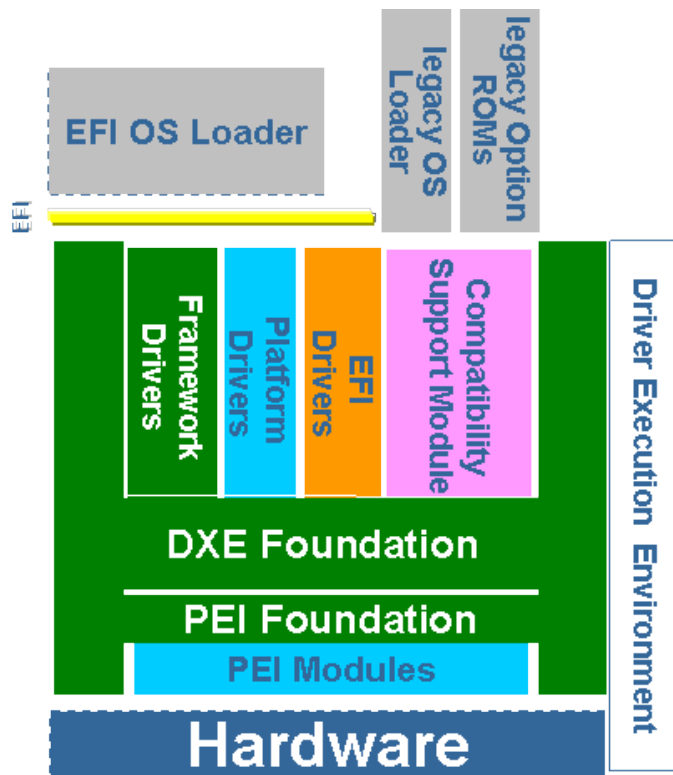 EFI OS Loader
legacy OS
Loader
legacy Option
ROMs
EFI
Framework
Drivers
Platform
Drivers
EFI
Drivers
Compatibility
Support Module
Driver Execution Environment
DXE Foundation
PEI Foundation
PEI Modules
Hardware